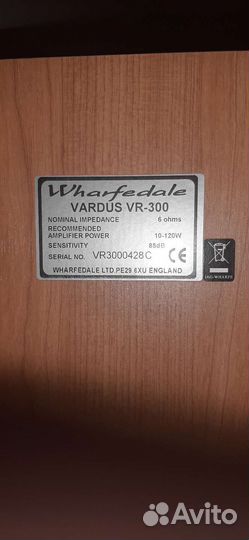 Wharfedale
VARDUS VR-300
NOMINAL IMPEDANCE 6 ohms
RECOMMENDED
AMPLIFIER POWER 10-120W
SENSITIVITY 88dB
SERIAL NO. VR3000428C
WHARFEDALE LTD.PE29 6XU ENGLAND
Avito